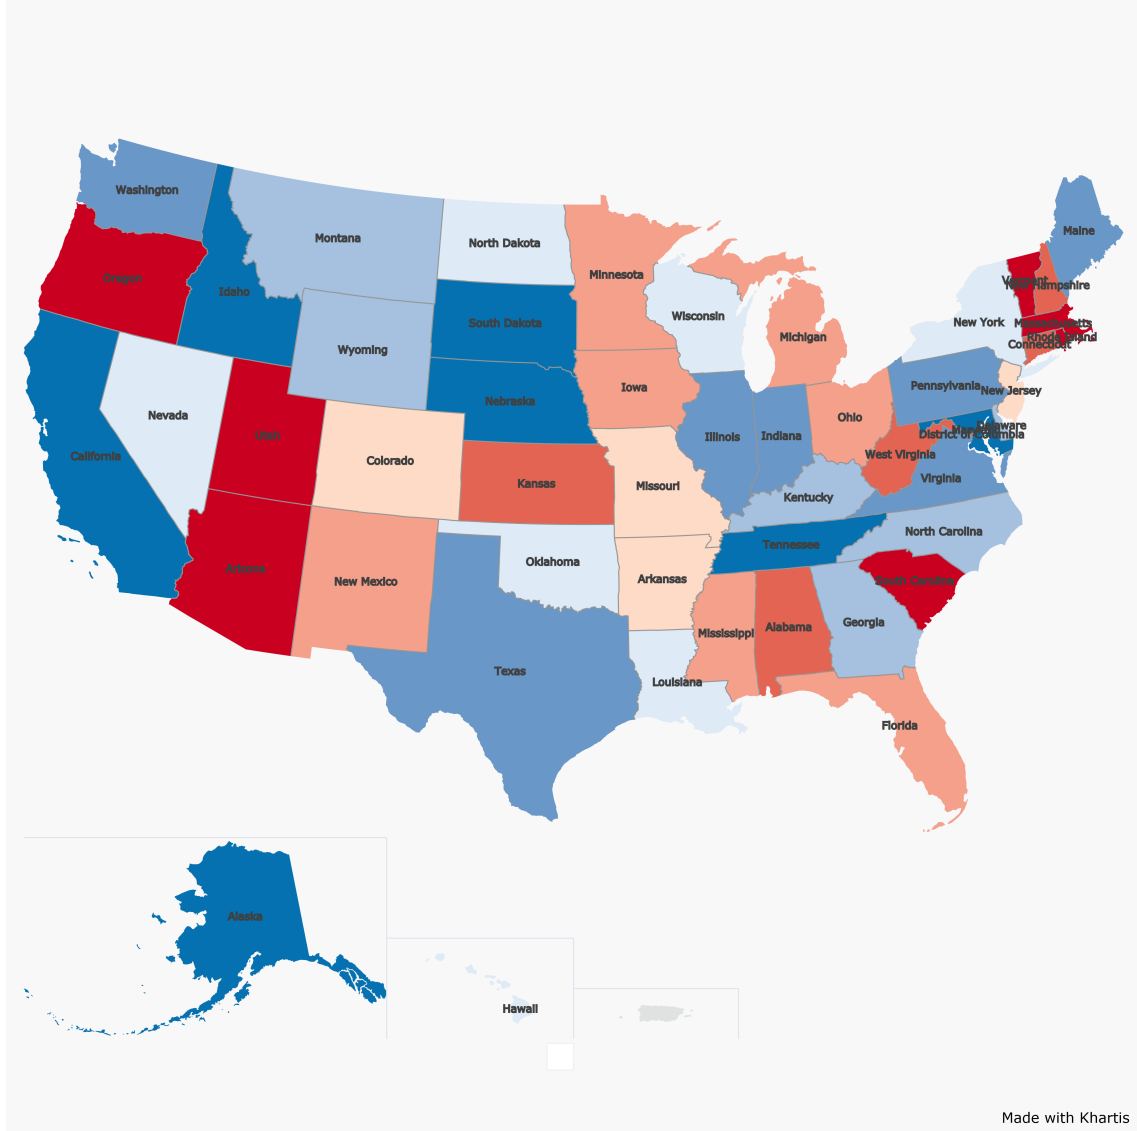 Washington
Maine
Montana
North Dakota
Minnesota
Oregon
Vermont
New Hampshire
Idaho
Wisconsin
South Dakota
New York
Massachusetts
Michigan
Rhode Island
Connecticut
Wyoming
Pennsylvania
Iowa
New Jersey
Nebraska
Nevada
Ohio
Delaware
Maryland
District of Columbia
Utah
Illinois
Indiana
California
West Virginia
Colorado
Virginia
Kansas
Missouri
Kentucky
North Carolina
Tennessee
Oklahoma
Arizona
New Mexico
Arkansas
South Carolina
Georgia
Alabama
Mississippi
Texas
Louisiana
Florida
Alaska
Hawaii
Made with Khartis